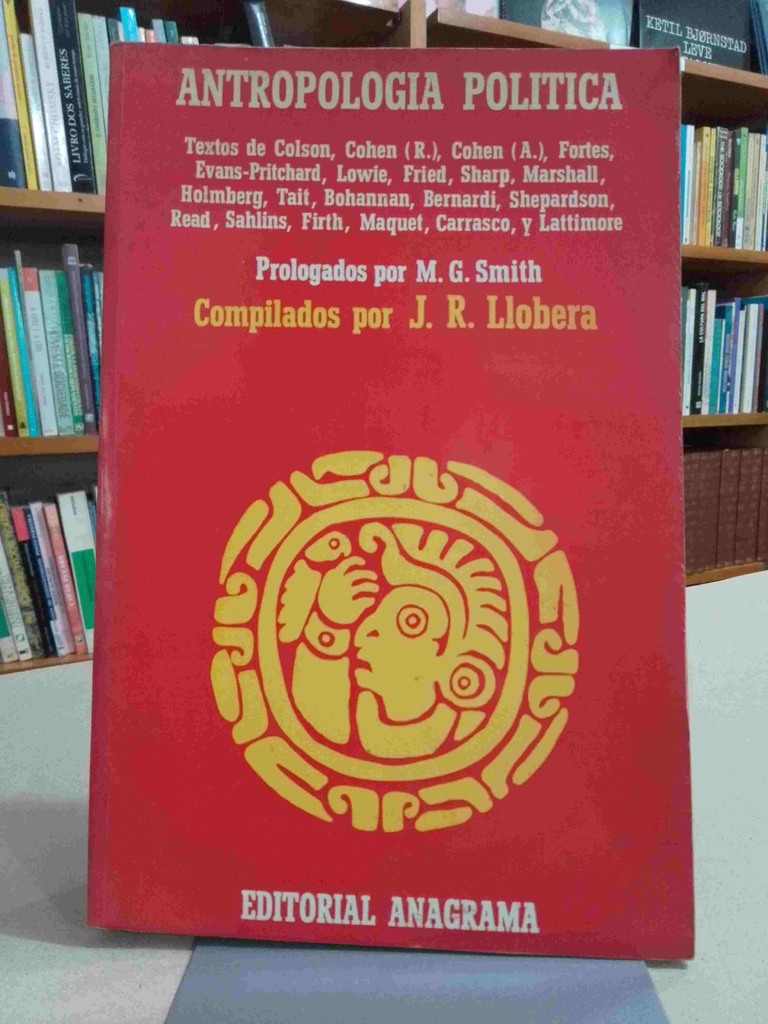 ANTROPOLOGIA POLITICA
Textos de Colson, Cohen (R.), Cohen (A.), Fortes,
Evans-Pritchard, Lowie, Fried, Sharp, Marshall,
Holmberg, Tait, Bohannan, Bernardi, Shepardson,
Read, Sahlins, Firth, Maquet, Carrasco, y Lattimore
Prologados por M. G. Smith
Compilados por J. R. Llobera
EDITORIAL ANAGRAMA
KETIL BJØRNSTAD
LEVE
LIVRO DOS SABERES